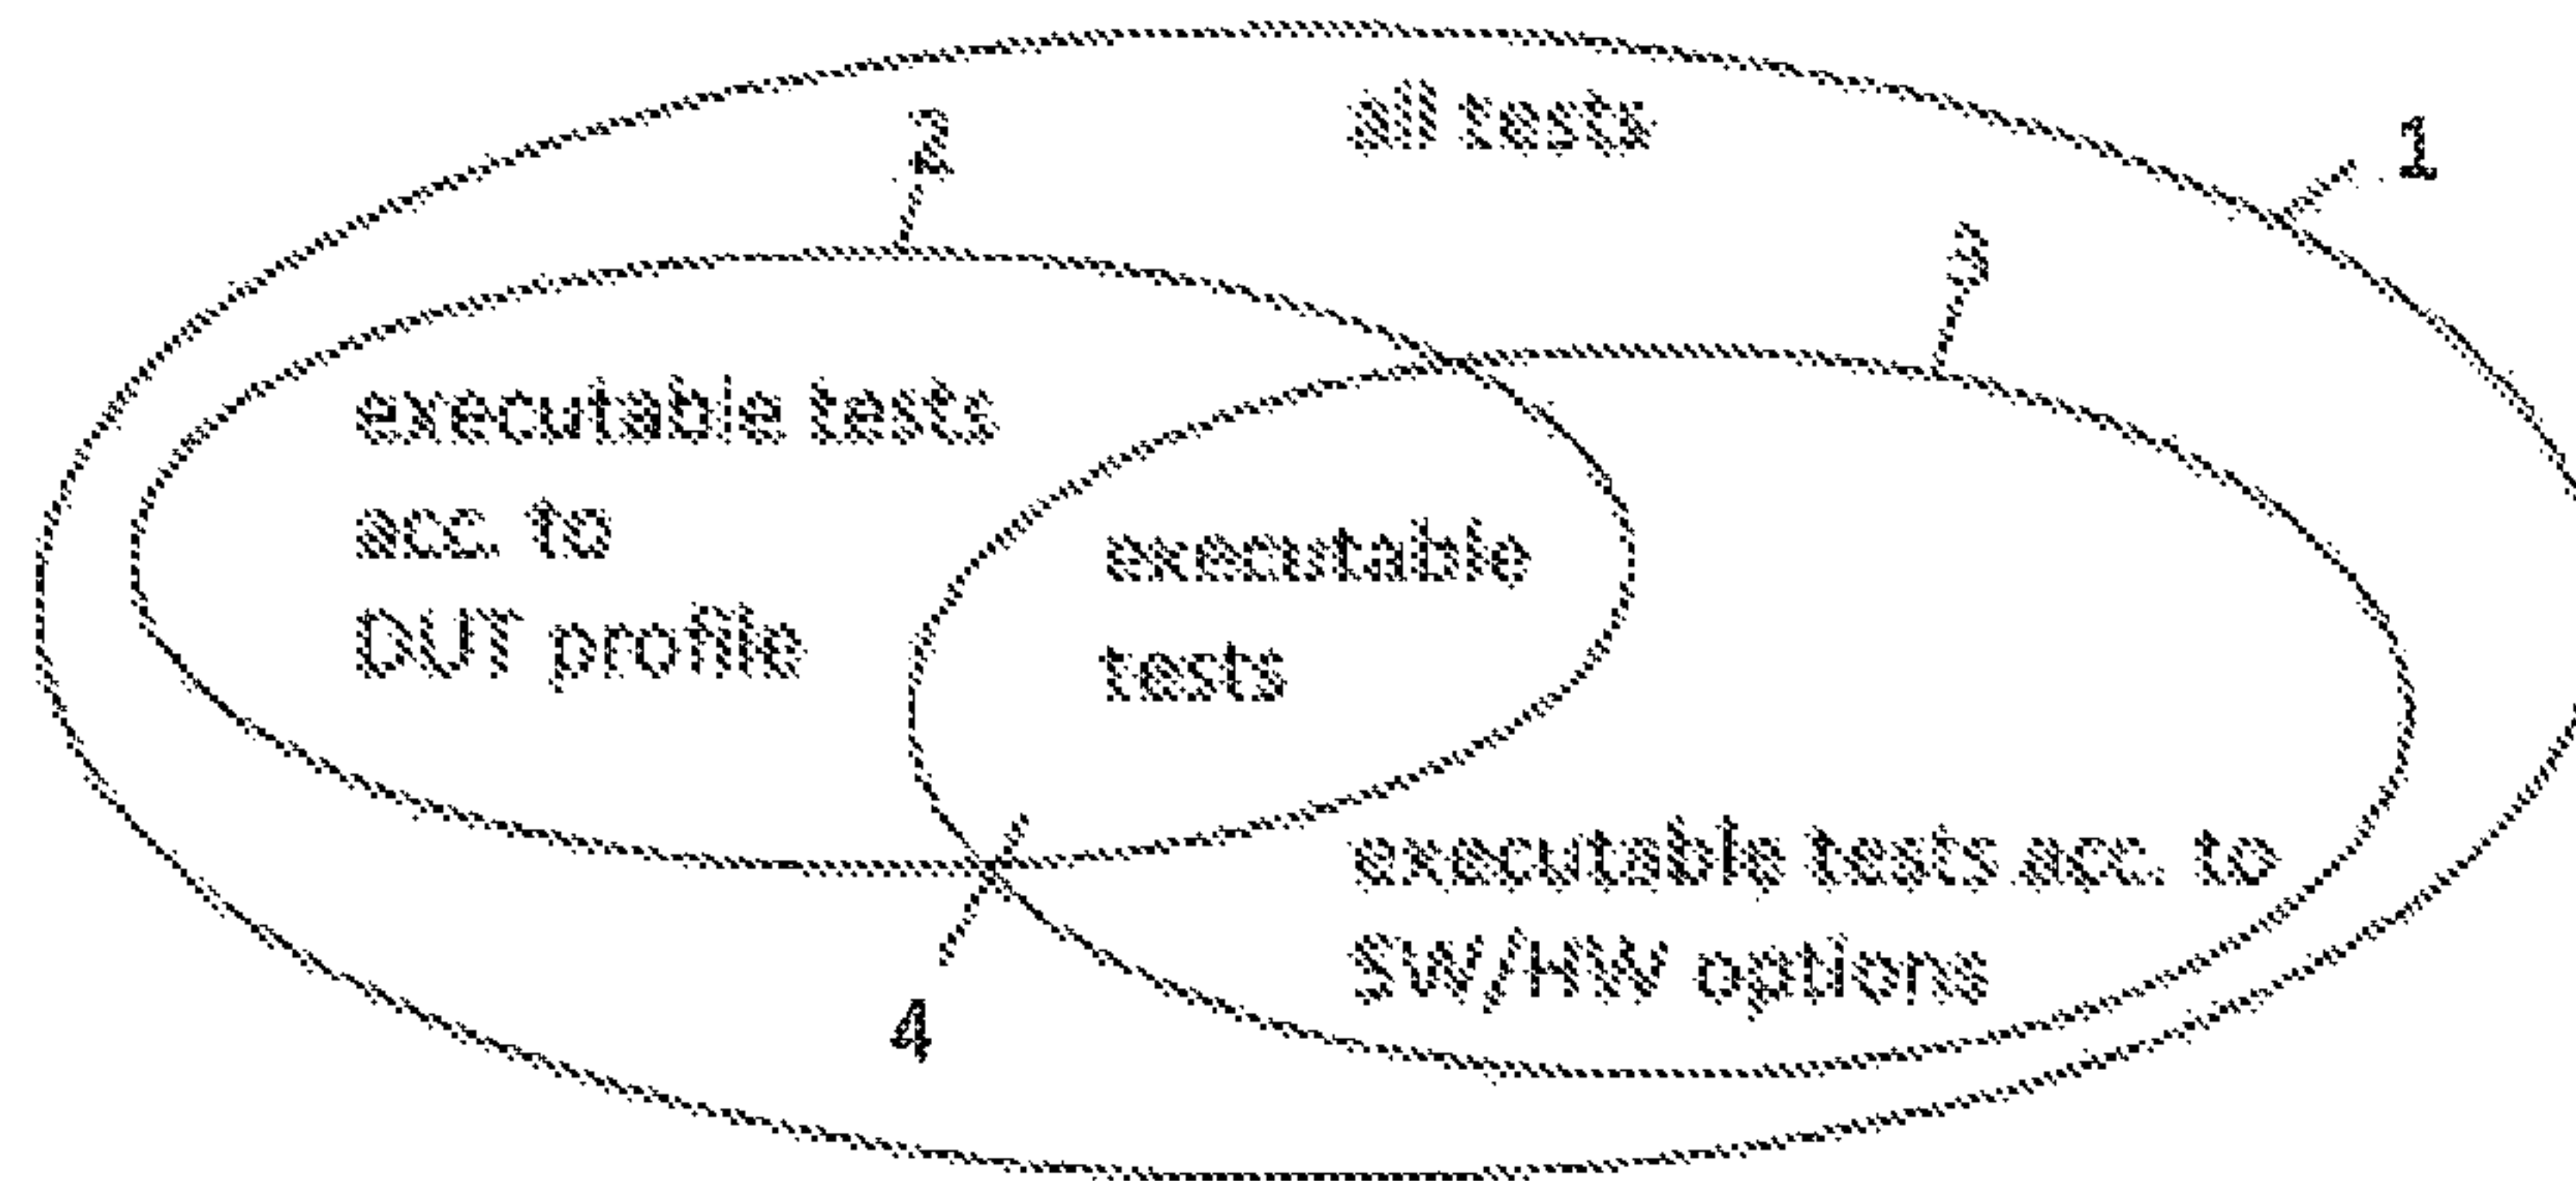 all tests
1
2
3
executable tests
acc. to
DUT profile
executable
tests
executable tests acc. to
SW/HW options
4